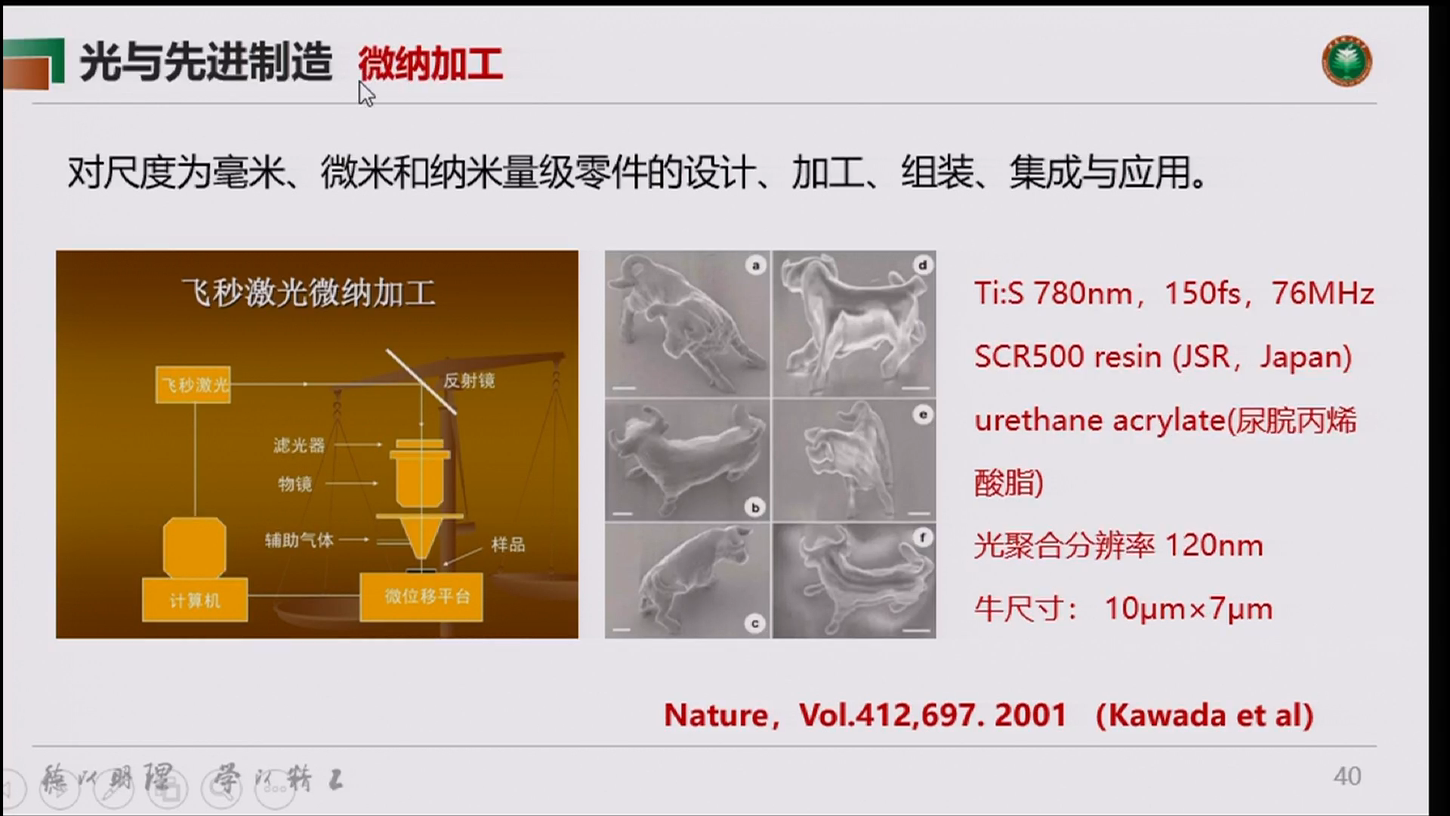 光与先进制造 微纳加工
对尺度为毫米、微米和纳米量级零件的设计、加工、组装、集成与应用。
飞秒激光微纳加工
飞秒激光
反射镜
滤光器
物镜
辅助气体
样品
计算机
微位移平台
a
d
b
e
c
f
Ti:S 780nm，150fs，76MHz
SCR500 resin (JSR，Japan)
urethane acrylate(尿脘丙烯
酸脂)
光聚合分辨率 120nm
牛尺寸： 10μm×7μm
Nature，Vol.412,697. 2001 （Kawada et al)
德以明理 学以精工
40